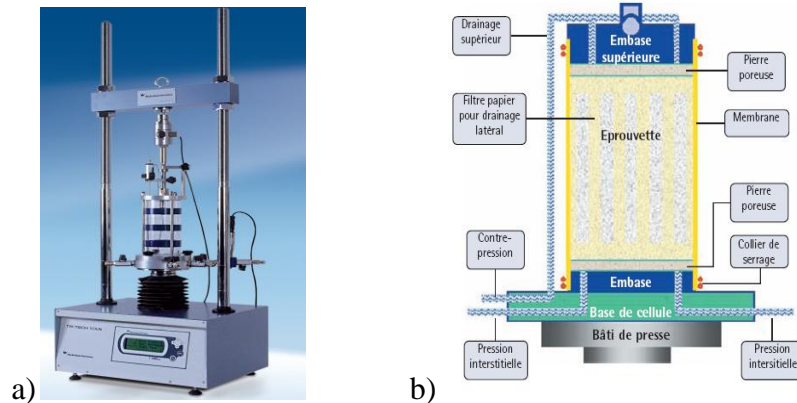 Drainage
supérieur
Embase
supérieure
Pierre
poreuse
Filtre papier
pour drainage
latéral
Eprouvette
Membrane
Pierre
poreuse
Contre-
pression
Collier de
serrage
Embase
Base de cellule
Bâti de presse
Pression
interstitielle
Pression
intersitielle
a)
b)